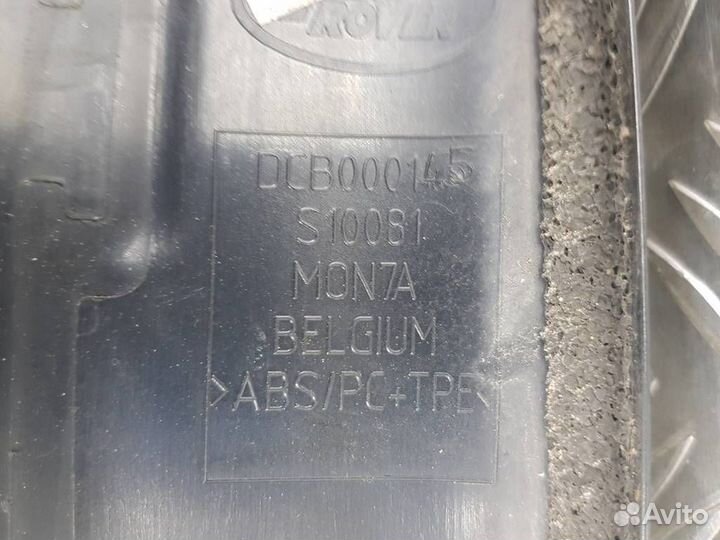 ROVER
DCB000145
S10081
MON7A
BELGIUM
>ABS/PC+TPE<
Avito